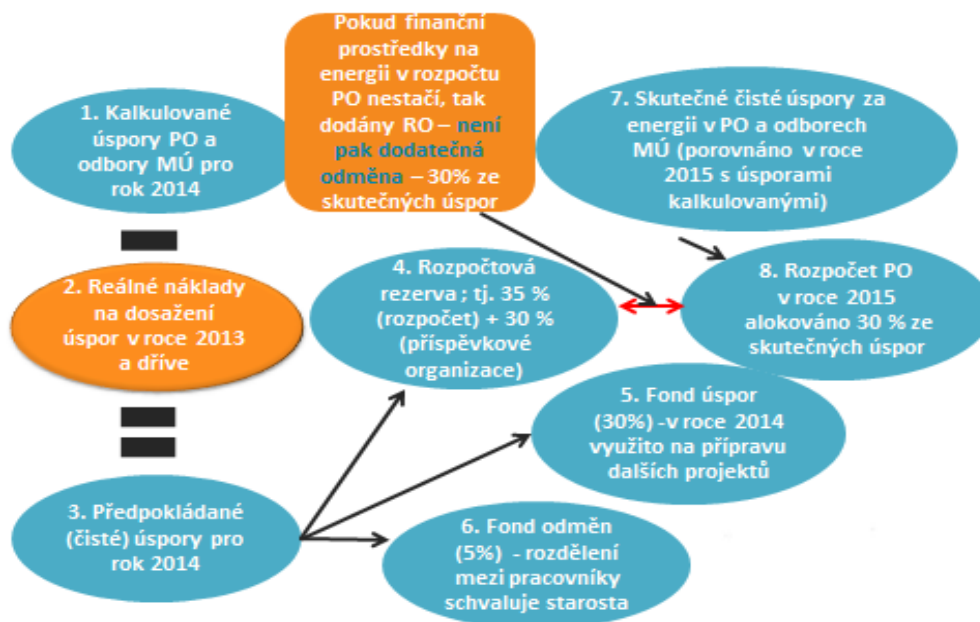 Pokud finanční
prostředky na
energii v rozpočtu
PO nestačí, tak
dodány RO – není
pak dodatečná
odměna – 30% ze
skutečných úspor
1. Kalkulované
úspory PO a
odbory MÚ pro
rok 2014
7. Skutečné čisté úspory za
energii v PO a odborech
MÚ (porovnáno v roce
2015 s úsporami
kalkulovanými)
2. Reálné náklady
na dosažení
úspor v roce 2013
a dříve
4. Rozpočtová
rezerva ; tj. 35 %
(rozpočet) + 30 %
(příspěvkové
organizace)
8. Rozpočet PO
v roce 2015
alokováno 30 % ze
skutečných úspor
5. Fond úspor
(30%) -v roce 2014
využito na přípravu
dalších projektů
3. Předpokládané
(čisté) úspory pro
rok 2014
6. Fond odměn
(5%) - rozdělení
mezi pracovníky
schvaluje starosta